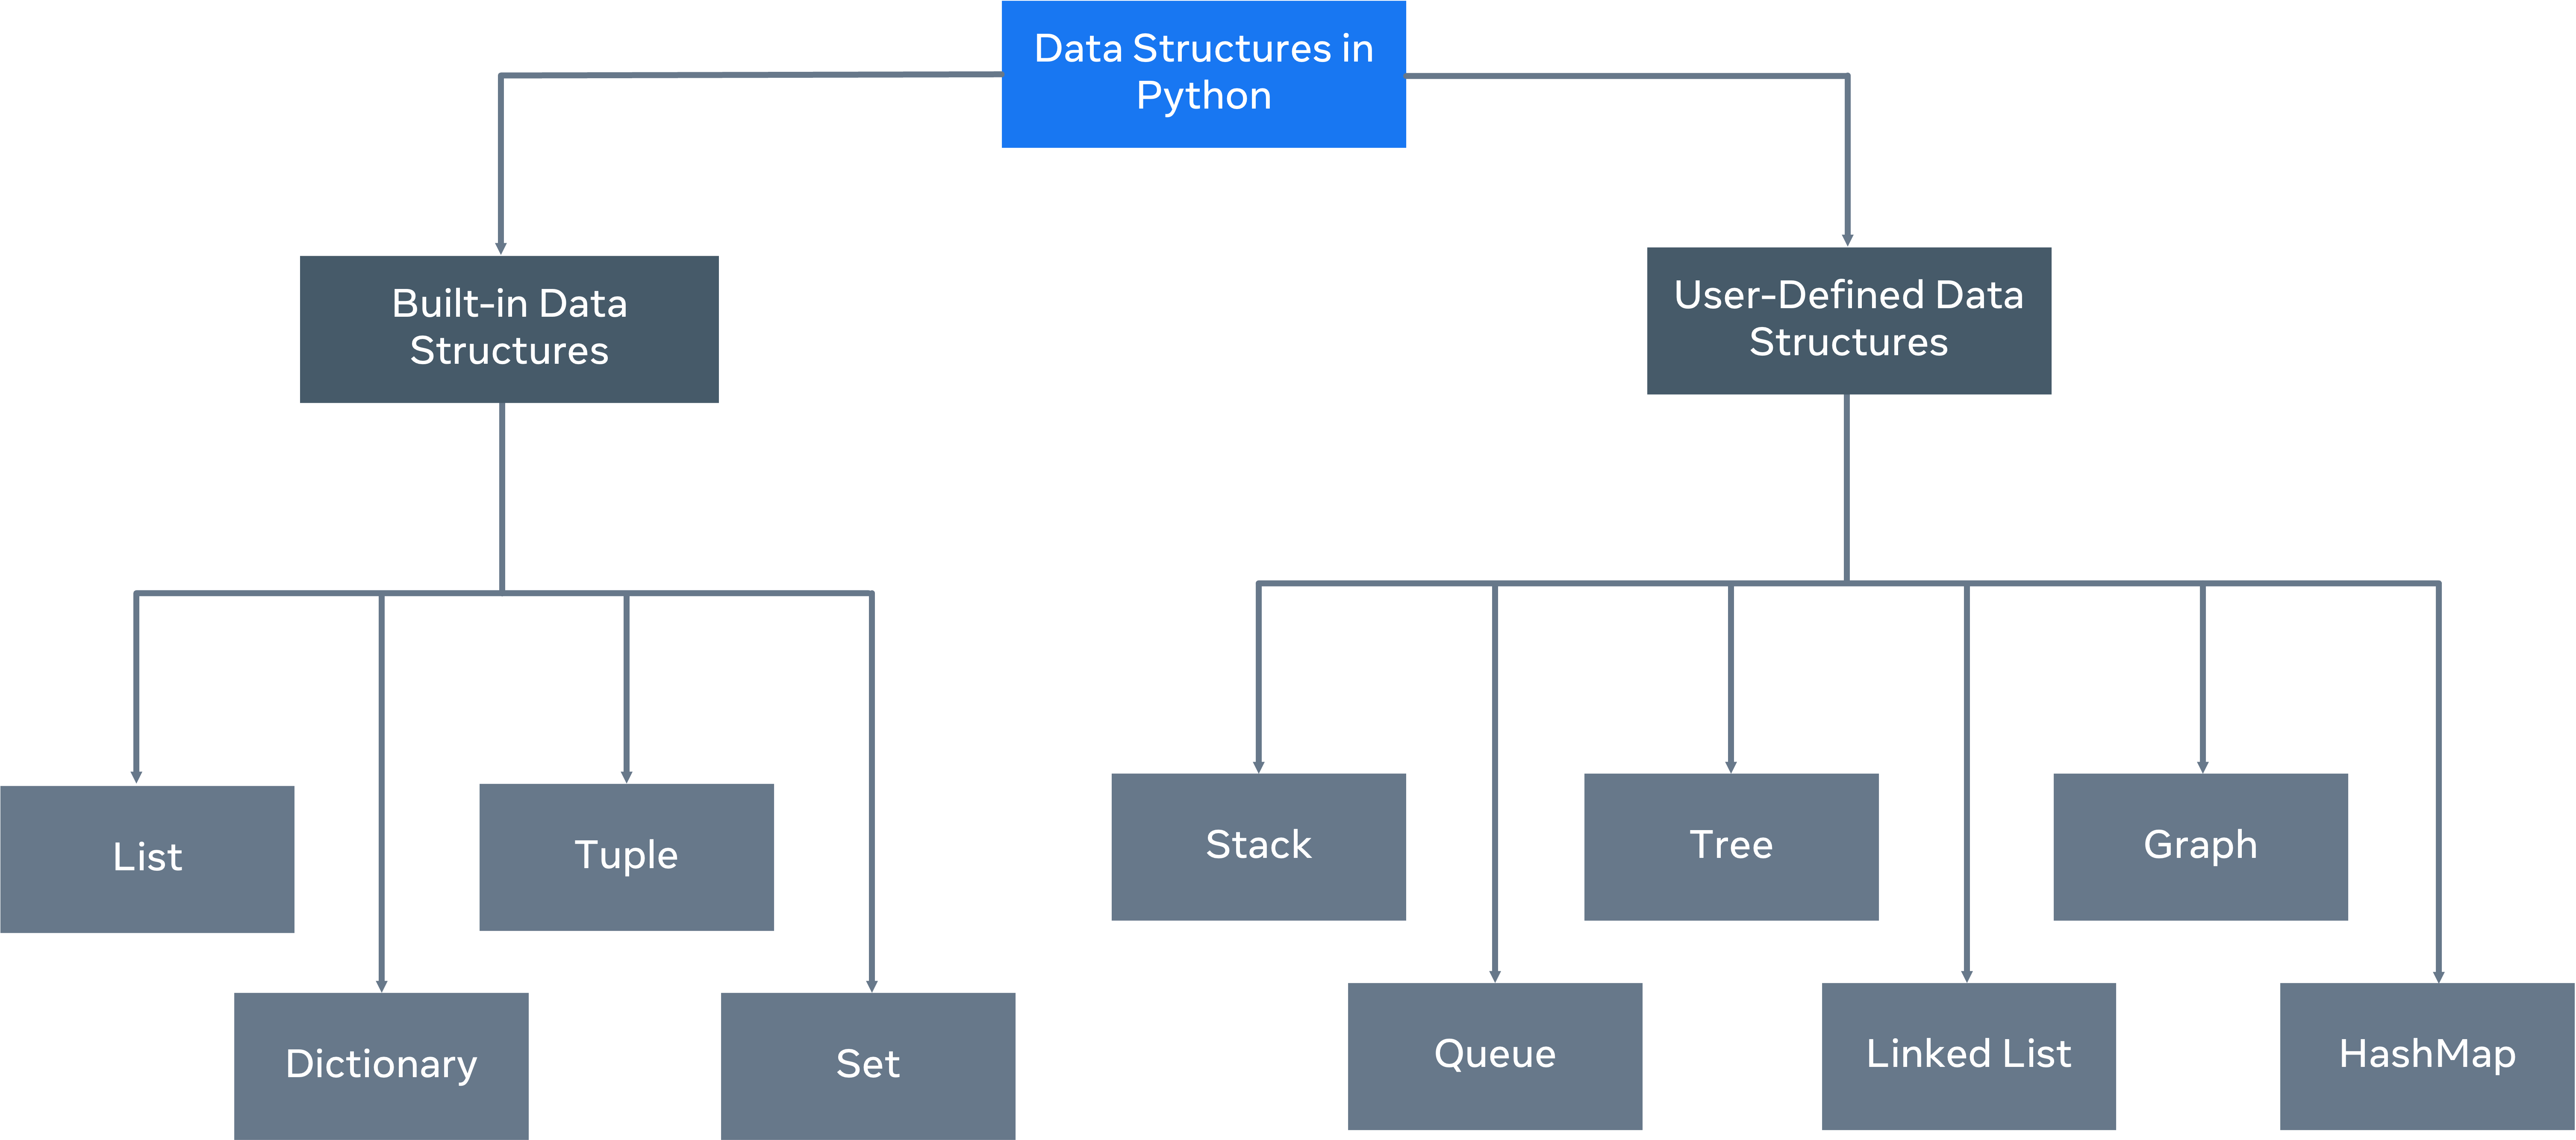 Data Structures in
Python
Built-in Data
Structures
User-Defined Data
Structures
List
Tuple
Dictionary
Set
Stack
Tree
Graph
Queue
Linked List
HashMap